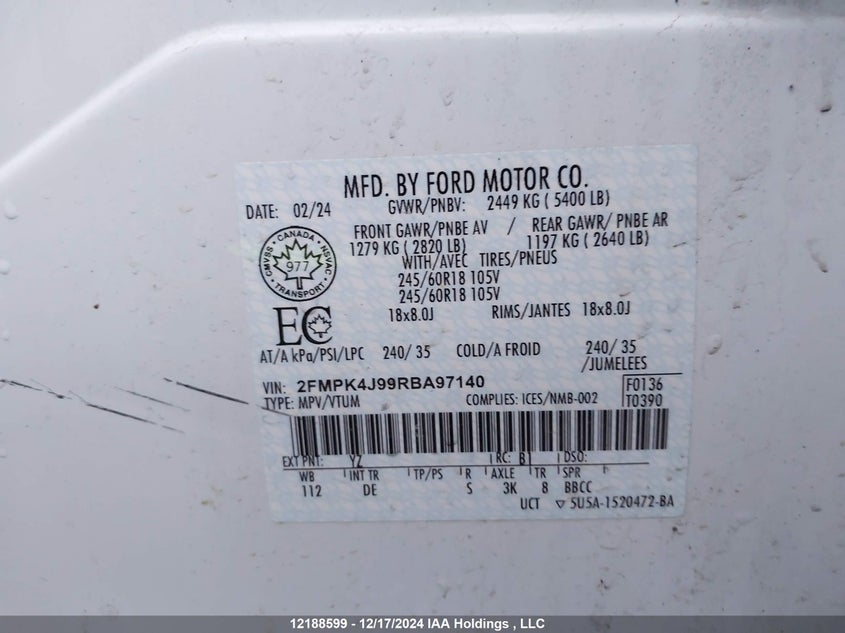 MFD. BY FORD MOTOR CO.
DATE: 02/24 GVWR/PNBV: 2449 KG ( 5400 LB)
FRONT GAWR/PNBE AV / REAR GAWR/ PNBE AR
1279 KG ( 2820 LB) 1197 KG ( 2640 LB)
WITH/AVEC TIRES/PNEUS
245/60R18 105V
245/60R18 105V
18x8.0J RIMS/JANTES 18x8.0J
CANADA
CMVSS 977 NSVAC
TRANSPORT
EC
AT/A kPa/PSI/LPC 240/ 35 COLD/A FROID 240/ 35
/JUMELEES
VIN: 2FMPK4J99RBA97140 F0136
TYPE: MPV/VTUM COMPLIES: ICES/NMB-002 T0390
EXT PNT: YZ RC: B1 DSO:
WB INT TR TP/PS R AXLE TR SPR
112 DE S 3K 8 BBCC
UCT ▽ 5U5A-1520472-BA
12188599 - 12/17/2024 IAA Holdings , LLC